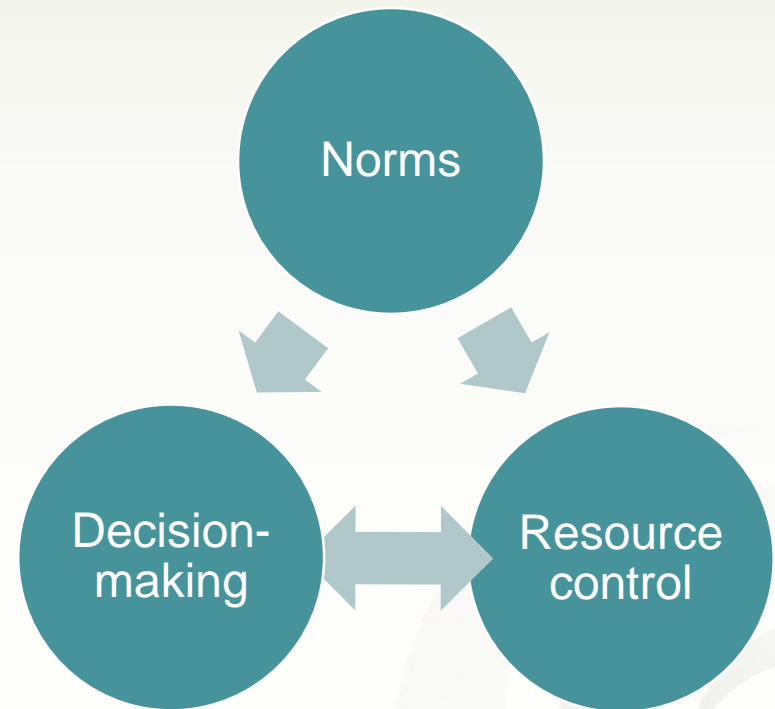 Norms
Decision-
making
Resource
control